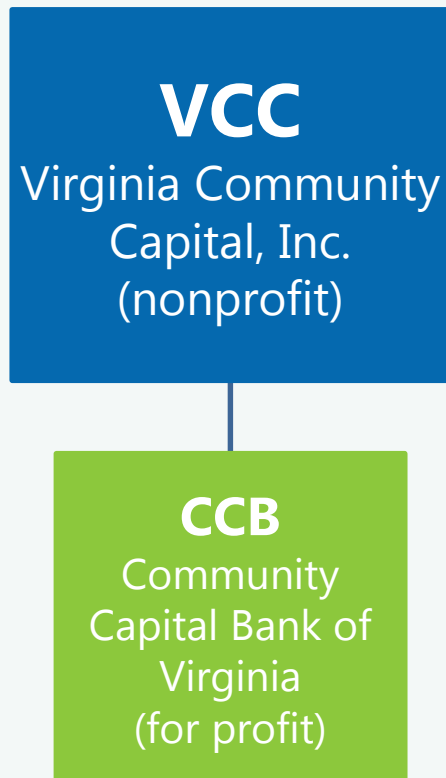 VCC
Virginia Community
Capital, Inc.
(nonprofit)
CCB
Community
Capital Bank of
Virginia
(for profit)